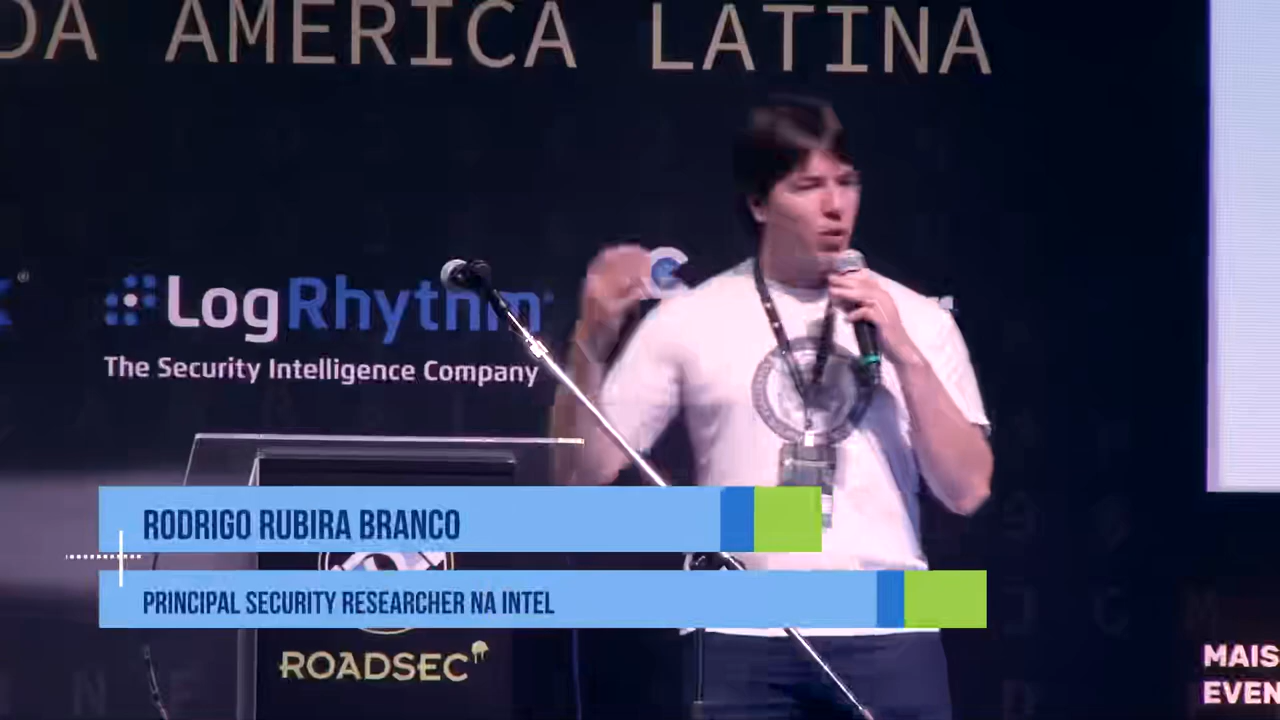 DA AMERICA LATINA
LogRhythm
The Security Intelligence Company
RODRIGO RUBIRA BRANCO
PRINCIPAL SECURITY RESEARCHER NA INTEL
ROADSEC
MAIS
EVEN